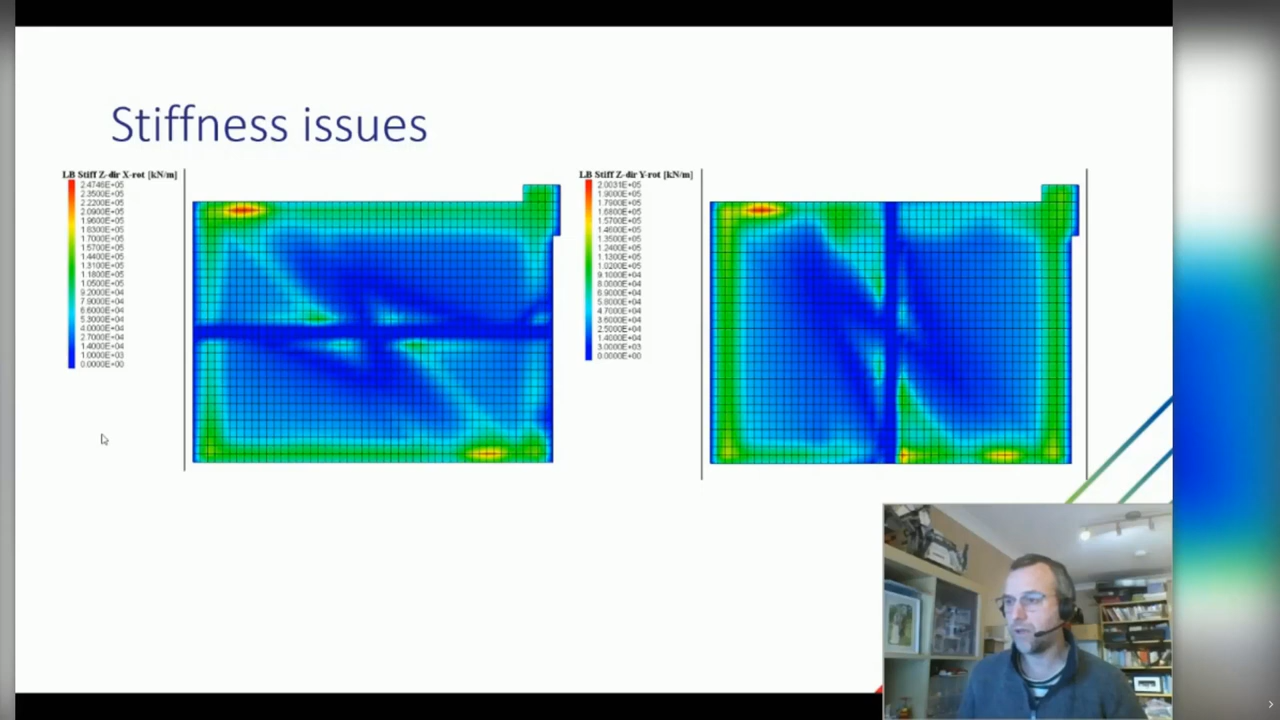 Stiffness issues
LB Stiff Z-dir X-rot [kN/m]
2.4746E+05
2.3500E+05
2.2200E+05
2.0900E+05
1.9600E+05
1.8300E+05
1.7000E+05
1.5700E+05
1.4400E+05
1.3100E+05
1.1800E+05
1.0500E+05
9.2000E+04
7.9000E+04
6.6000E+04
5.3000E+04
4.0000E+04
2.7000E+04
1.4000E+04
1.0000E+03
0.0000E+00
LB Stiff Z-dir Y-rot [kN/m]
2.0031E+05
1.9000E+05
1.7900E+05
1.6800E+05
1.5700E+05
1.4600E+05
1.3500E+05
1.2400E+05
1.1300E+05
1.0200E+05
9.1000E+04
8.0000E+04
6.9000E+04
5.8000E+04
4.7000E+04
3.6000E+04
2.5000E+04
1.4000E+04
3.0000E+03
0.0000E+00